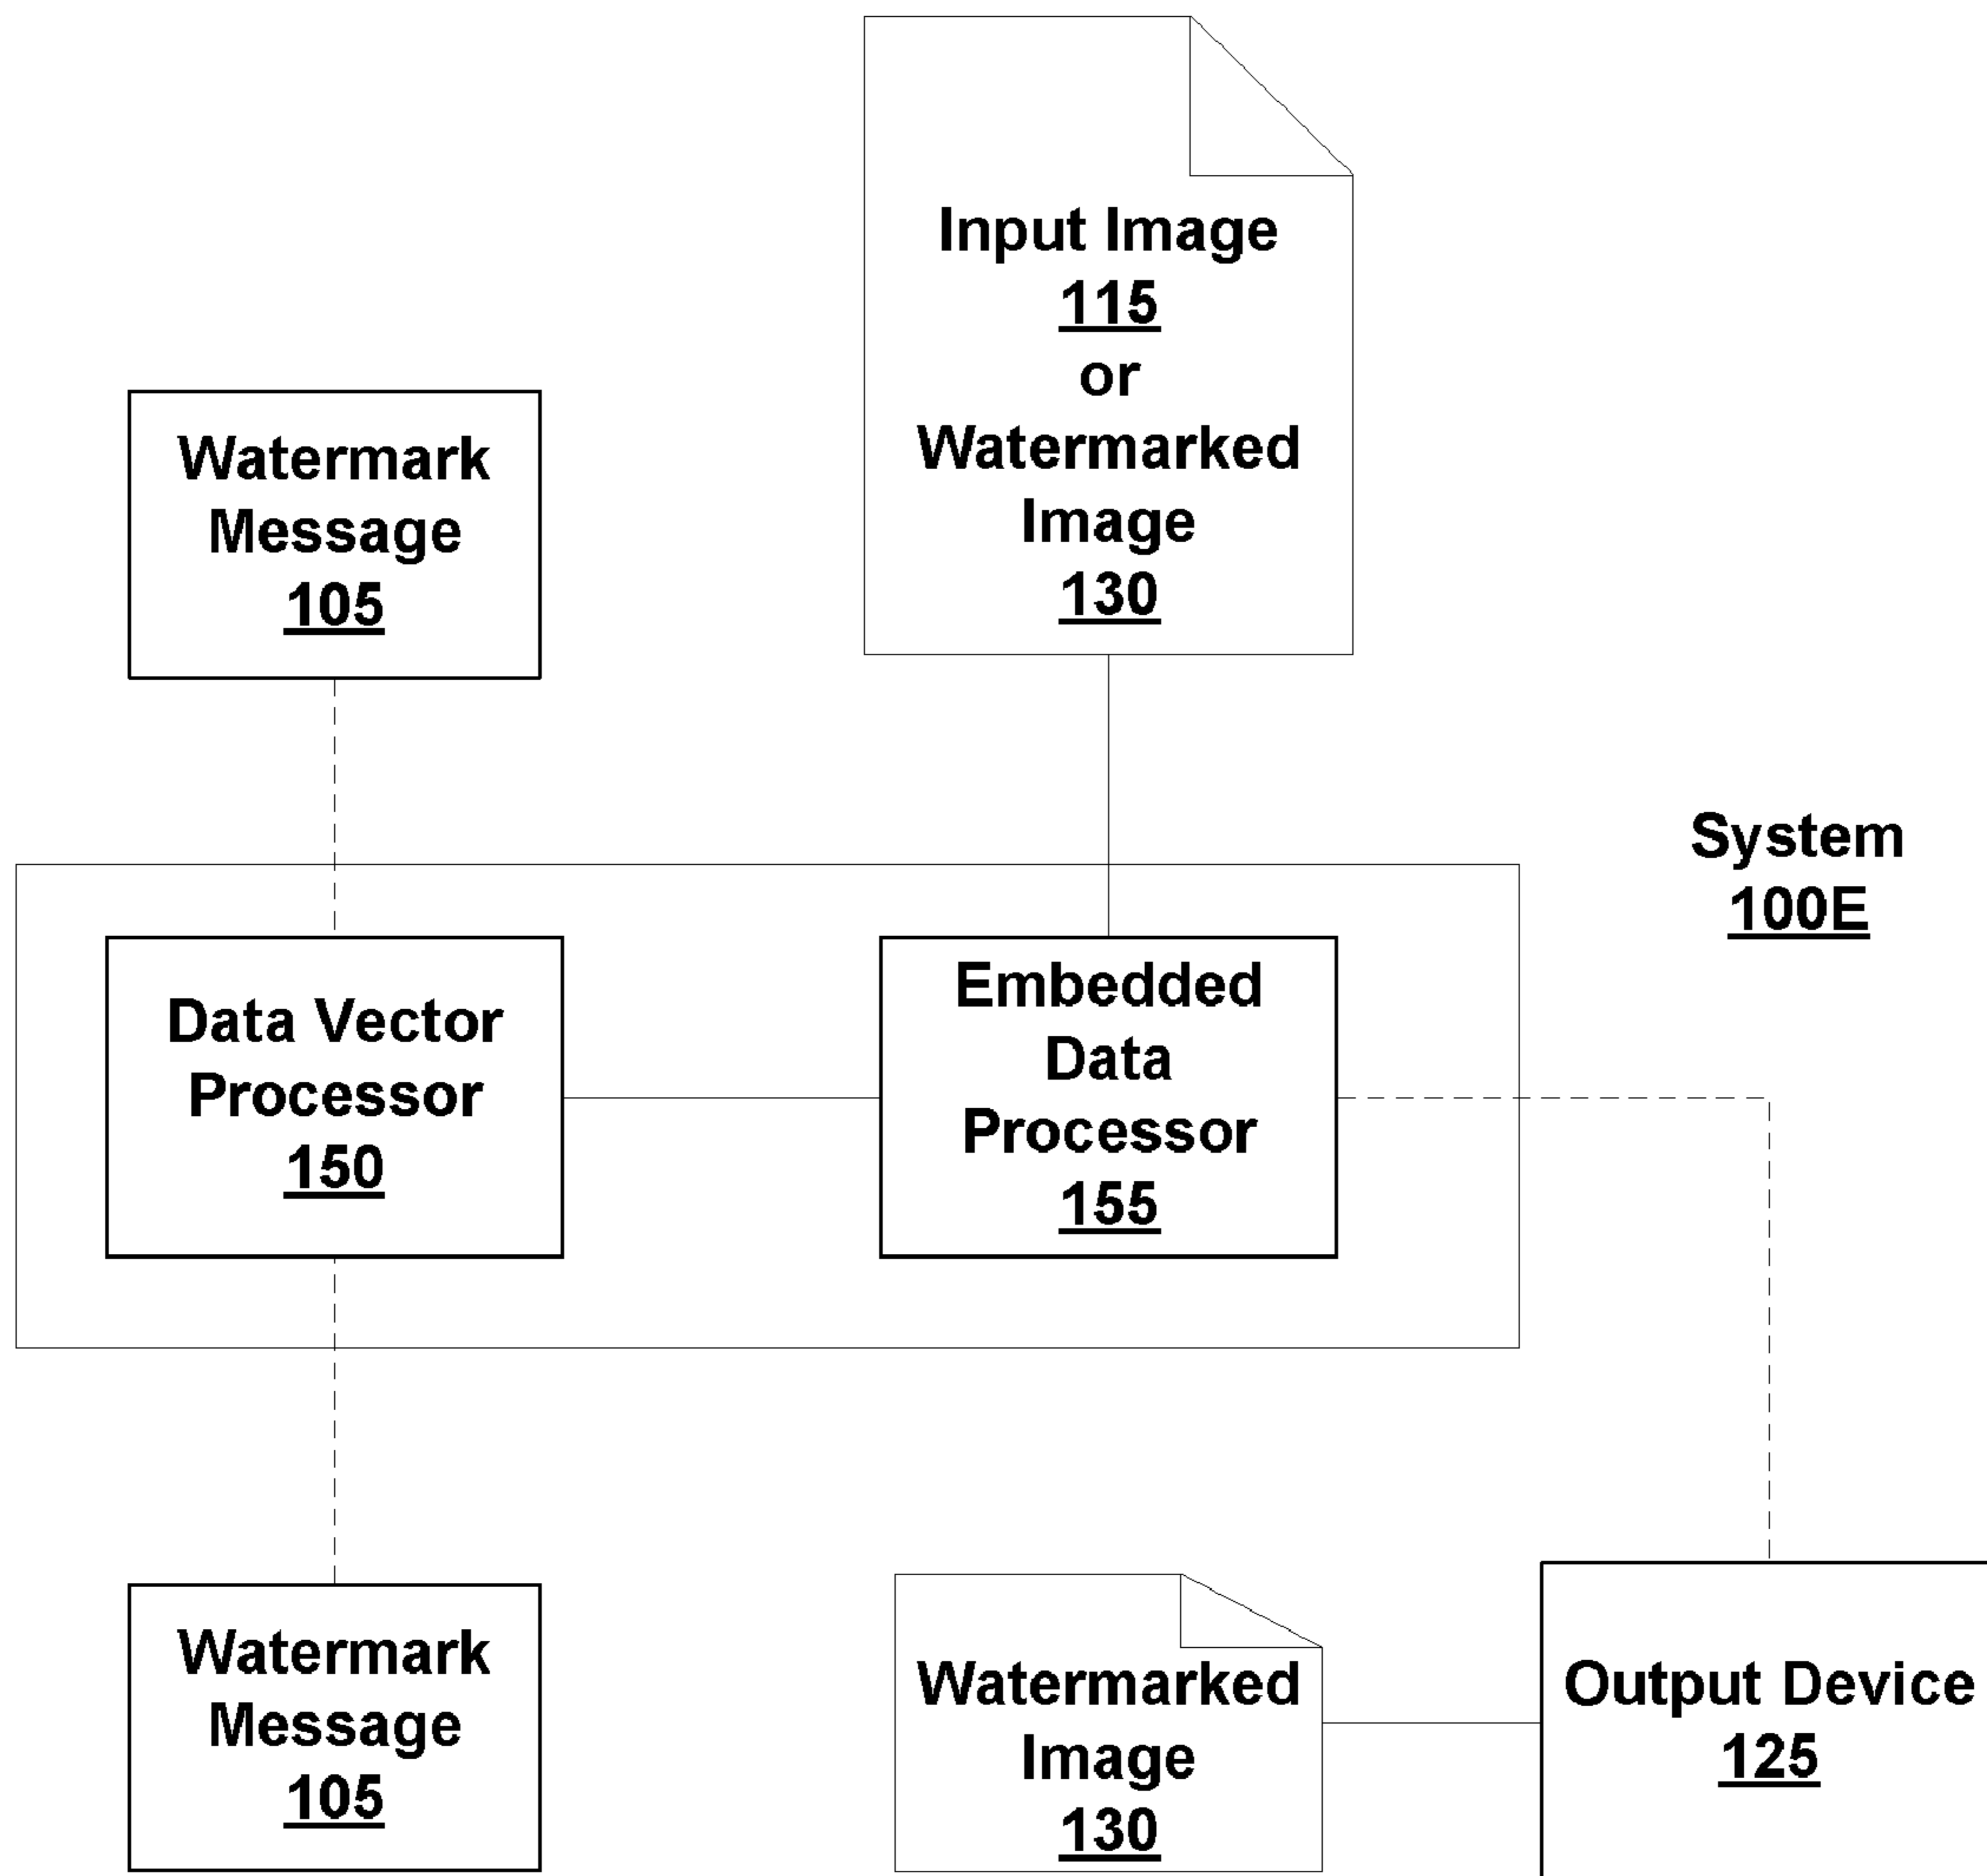 Input Image
115
or
Watermarked
Image
130
Watermark
Message
105
System
100E
Data Vector
Processor
150
Embedded
Data
Processor
155
Watermark
Message
105
Watermarked
Image
130
Output Device
125